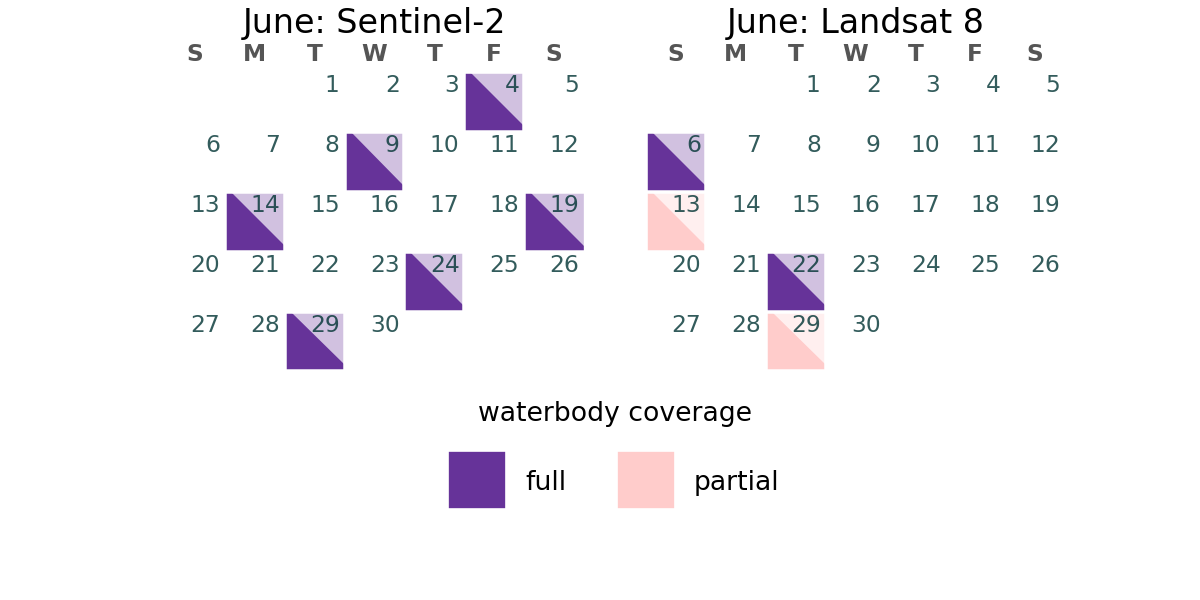 June: Sentinel-2
S M T W T F S
1 2 3 4 5
6 7 8 9 10 11 12
13 14 15 16 17 18 19
20 21 22 23 24 25 26
27 28 29 30
June: Landsat 8
S M T W T F S
1 2 3 4 5
6 7 8 9 10 11 12
13 14 15 16 17 18 19
20 21 22 23 24 25 26
27 28 29 30
waterbody coverage
full partial